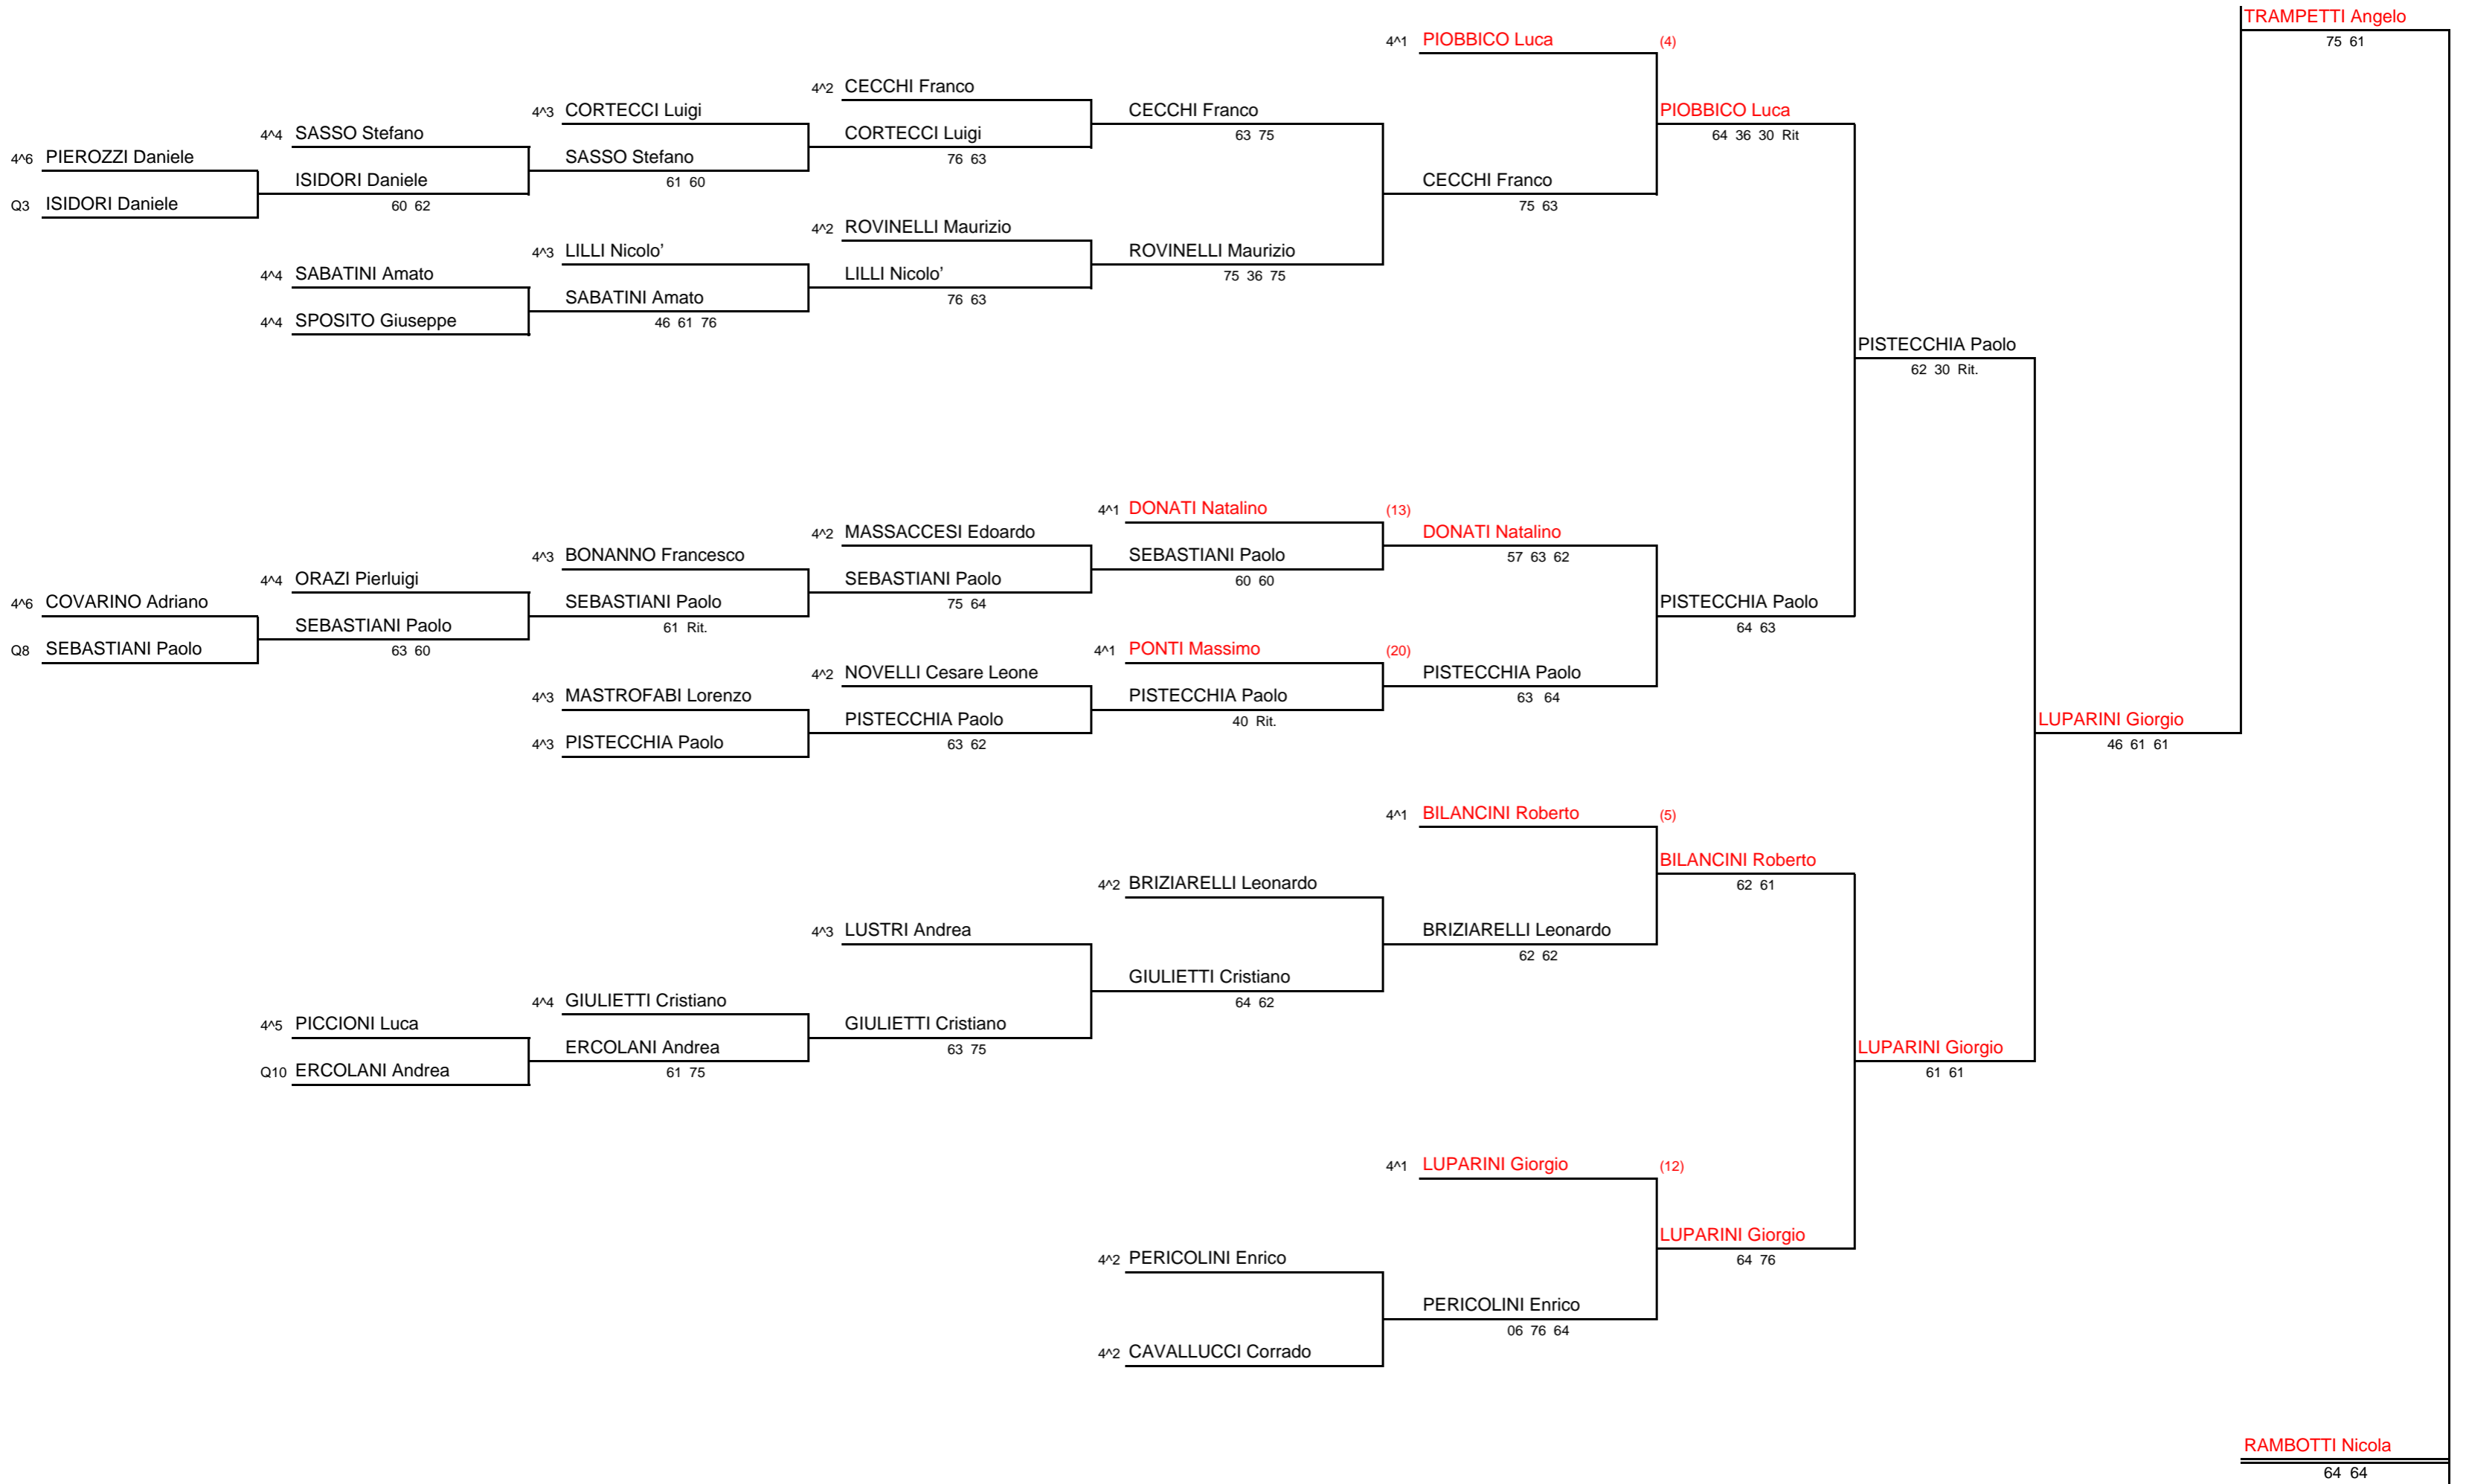 TRAMPETTI Angelo
4^1 PIOBBICO Luca (4)
75 61
4^2 CECCHI Franco
4^3 CORTECCI Luigi
CECCHI Franco
PIOBBICO Luca
4^4 SASSO Stefano
CORTECCI Luigi
63 75
64 36 30 Rit
4^6 PIEROZZI Daniele
SASSO Stefano
76 63
ISIDORI Daniele
61 60
CECCHI Franco
Q3 ISIDORI Daniele
60 62
75 63
4^2 ROVINELLI Maurizio
4^3 LILLI Nicolo’
ROVINELLI Maurizio
4^4 SABATINI Amato
LILLI Nicolo’
75 36 75
SABATINI Amato
76 63
4^4 SPOSITO Giuseppe
46 61 76
PISTECCHIA Paolo
62 30 Rit.
4^1 DONATI Natalino (13)
4^2 MASSACCESI Edoardo
DONATI Natalino
4^3 BONANNO Francesco
SEBASTIANI Paolo
57 63 62
4^4 ORAZI Pierluigi
SEBASTIANI Paolo
60 60
4^6 COVARINO Adriano
SEBASTIANI Paolo
75 64
PISTECCHIA Paolo
SEBASTIANI Paolo
61 Rit.
64 63
Q8 SEBASTIANI Paolo
63 60
4^1 PONTI Massimo (20)
4^2 NOVELLI Cesare Leone
PISTECCHIA Paolo
4^3 MASTROFABI Lorenzo
PISTECCHIA Paolo
63 64
PISTECCHIA Paolo
40 Rit.
LUPARINI Giorgio
4^3 PISTECCHIA Paolo
63 62
46 61 61
4^1 BILANCINI Roberto (5)
BILANCINI Roberto
4^2 BRIZIARELLI Leonardo
62 61
4^3 LUSTRI Andrea
BRIZIARELLI Leonardo
62 62
GIULIETTI Cristiano
4^4 GIULIETTI Cristiano
64 62
4^5 PICCIONI Luca
GIULIETTI Cristiano
ERCOLANI Andrea
63 75
LUPARINI Giorgio
Q10 ERCOLANI Andrea
61 75
61 61
4^1 LUPARINI Giorgio (12)
LUPARINI Giorgio
4^2 PERICOLINI Enrico
64 76
PERICOLINI Enrico
06 76 64
4^2 CAVALLUCCI Corrado
RAMBOTTI Nicola
64 64